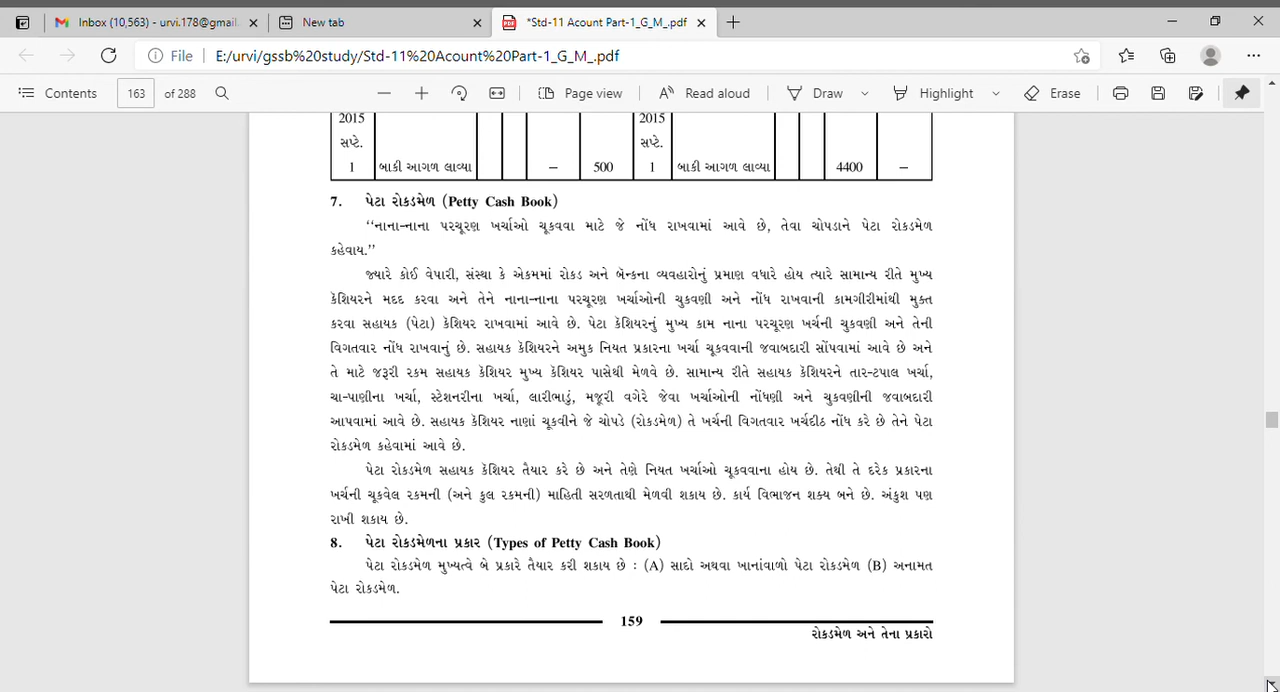 Inbox (10,563) - urvi.178@gmail. New tab *Std-11 Acount Part-1_G_M_.pdf
File E:/urvi/gssb%20study/Std-11%20Acount%20Part-1_G_M_.pdf
Contents 163 of 288 Page view Read aloud Draw Highlight Erase
2015 2015
સપ્ટે. સપ્ટે.
1 બાકી આગળ લાવ્યા – 500 1 બાકી આગળ લાવ્યા 4400 –
7. પેટા રોકડમેળ (Petty Cash Book)
‘‘નાના-નાના પરચૂરણ ખર્ચાઓ ચૂકવવા માટે જે નોંધ રાખવામાં આવે છે, તેવા ચોપડાને પેટા રોકડમેળ
કહેવાય.’’
જ્યારે કોઈ વેપારી, સંસ્થા કે એકમમાં રોકડ અને બૅન્કના વ્યવહારોનું પ્રમાણ વધારે હોય ત્યારે સામાન્ય રીતે મુખ્ય
કૅશિયરને મદદ કરવા અને તેને નાના-નાના પરચૂરણ ખર્ચાઓની ચુકવણી અને નોંધ રાખવાની કામગીરીમાંથી મુક્ત
કરવા સહાયક (પેટા) કૅશિયર રાખવામાં આવે છે. પેટા કૅશિયરનું મુખ્ય કામ નાના પરચૂરણ ખર્ચની ચુકવણી અને તેની
વિગતવાર નોંધ રાખવાનું છે. સહાયક કૅશિયરને અમુક નિયત પ્રકારના ખર્ચા ચૂકવવાની જવાબદારી સોંપવામાં આવે છે અને
તે માટે જરૂરી રકમ સહાયક કૅશિયર મુખ્ય કૅશિયર પાસેથી મેળવે છે. સામાન્ય રીતે સહાયક કૅશિયરને તાર-ટપાલ ખર્ચા,
ચા-પાણીના ખર્ચા, સ્ટેશનરીના ખર્ચા, લારીભાડું, મજૂરી વગેરે જેવા ખર્ચાઓની નોંધણી અને ચુકવણીની જવાબદારી
આપવામાં આવે છે. સહાયક કૅશિયર નાણાં ચૂકવીને જે ચોપડે (રોકડમેળ) તે ખર્ચની વિગતવાર ખર્ચદીઠ નોંધ કરે છે તેને પેટા
રોકડમેળ કહેવામાં આવે છે.
પેટા રોકડમેળ સહાયક કૅશિયર તૈયાર કરે છે અને તેણે નિયત ખર્ચાઓ ચૂકવવાના હોય છે. તેથી તે દરેક પ્રકારના
ખર્ચની ચૂકવેલ રકમની (અને કુલ રકમની) માહિતી સરળતાથી મેળવી શકાય છે. કાર્ય વિભાજન શક્ય બને છે. અંકુશ પણ
રાખી શકાય છે.
8. પેટા રોકડમેળના પ્રકાર (Types of Petty Cash Book)
પેટા રોકડમેળ મુખ્યત્વે બે પ્રકારે તૈયાર કરી શકાય છે : (A) સાદો અથવા ખાનાંવાળો પેટા રોકડમેળ (B) અનામત
પેટા રોકડમેળ.
159
રોકડમેળ અને તેના પ્રકારો